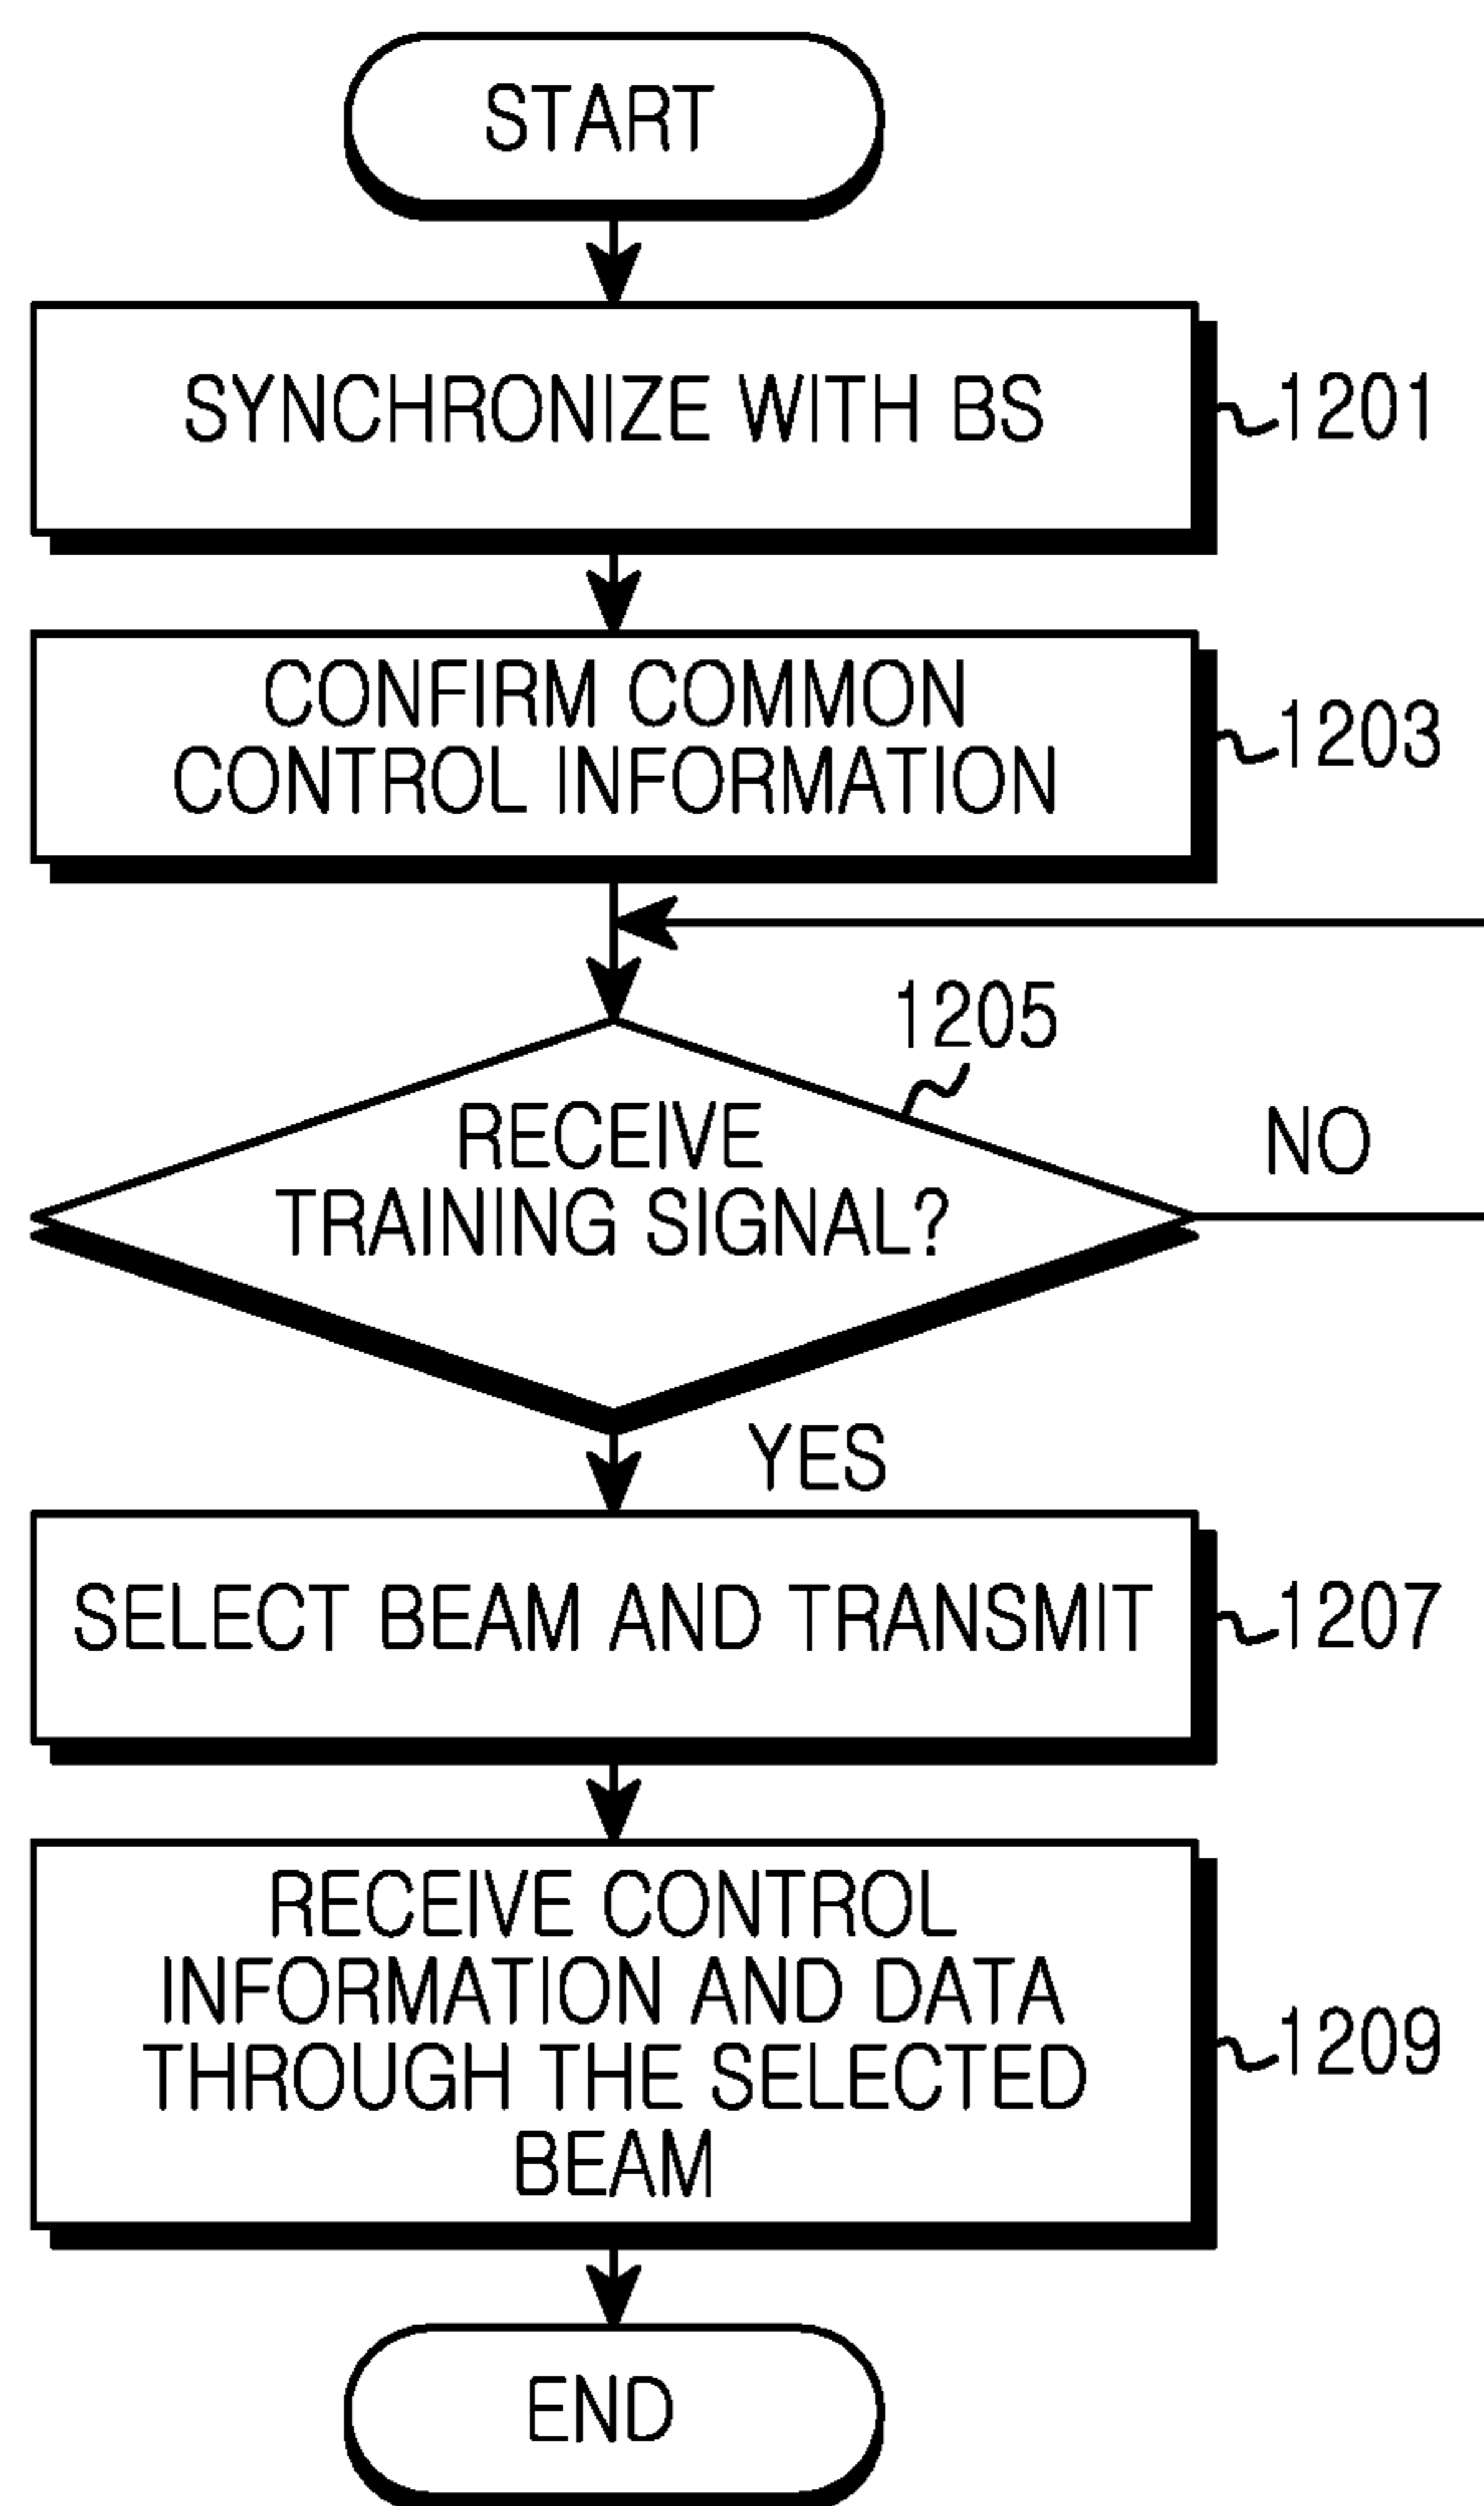 START
SYNCHRONIZE WITH BS
1201
CONFIRM COMMON
CONTROL INFORMATION
1203
1205
RECEIVE
TRAINING SIGNAL?
NO
YES
SELECT BEAM AND TRANSMIT
1207
RECEIVE CONTROL
INFORMATION AND DATA
THROUGH THE SELECTED
BEAM
1209
END